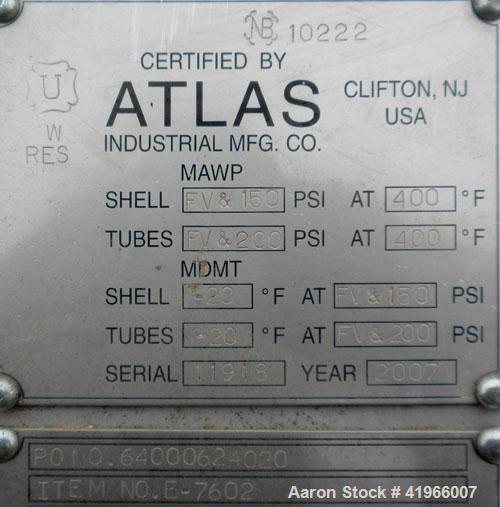 NB 10222
CERTIFIED BY
U
ATLAS
CLIFTON, NJ
USA
W
RES
INDUSTRIAL MFG. CO.
MAWP
SHELL FV & 150 PSI AT 400 °F
TUBES FV & 200 PSI AT 400 °F
MDMT
SHELL -20 °F AT FV & 150 PSI
TUBES -20 °F AT FV & 200 PSI
SERIAL 11918 YEAR 2007
PO NO. 64000624020
ITEM NO. E-7602
Aaron Stock # 41966007